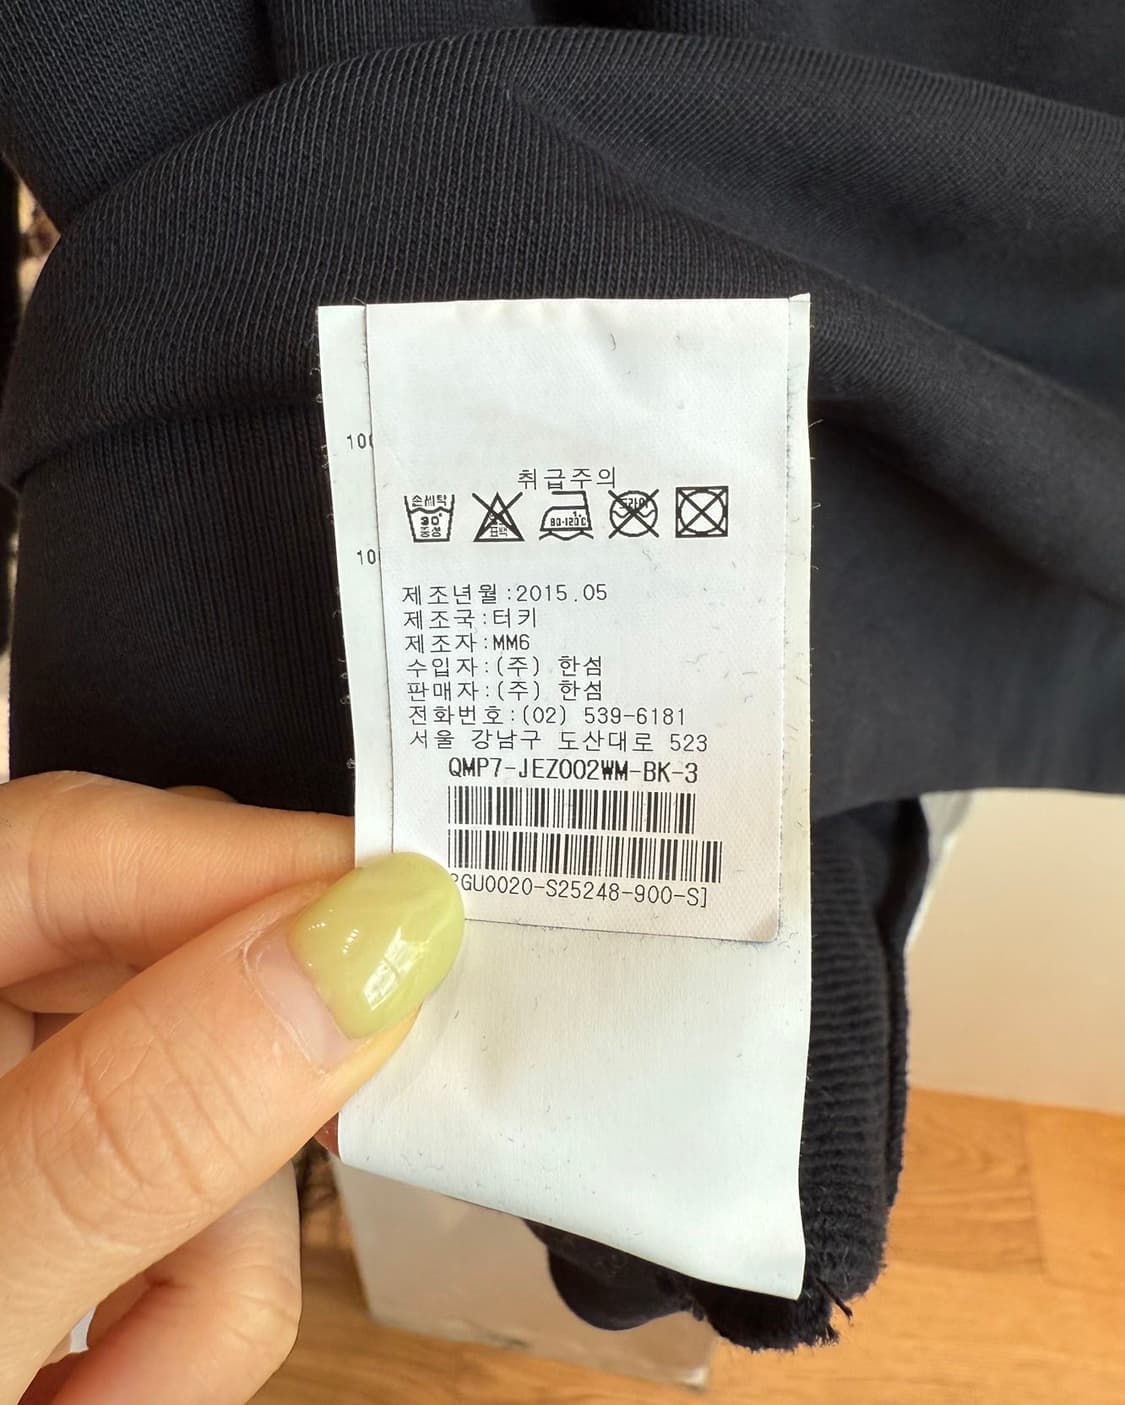 100
취급주의
손세탁 30° 중성
80-120℃
드라이
10
제조년월:2015.05
제조국:터키
제조자:MM6
수입자:(주) 한섬
판매자:(주) 한섬
전화번호:(02) 539-6181
서울 강남구 도산대로 523
QMP7-JEZ002WM-BK-3
GU0020-S25248-900-S]